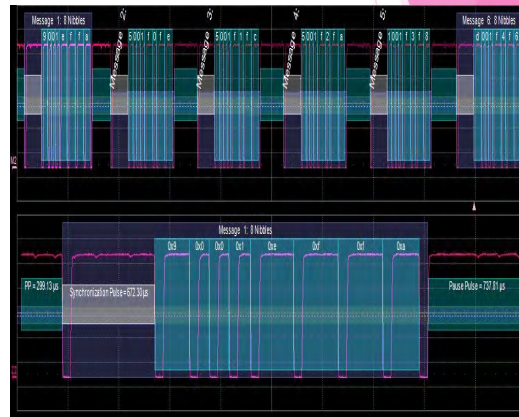 Message 1: 8 Nibbles
2:
3:
4:
5:
Message 6: 8 Nibbles
9 0 0 1 e f f a
Message
5 0 0 1 f 0 f e
Message
5 0 0 1 f 1 f c
Message
5 0 0 1 f 2 f a
Message
1 0 0 1 f 3 f 8
d 0 0 1 f 4 f 6
Message 1: 8 Nibbles
0x9 0x0 0x0 0x1 0xe 0xf 0xf 0xa
PP = 299.13 µs
Synchronization Pulse = 672.30 µs
Pause Pulse = 737.81 µs